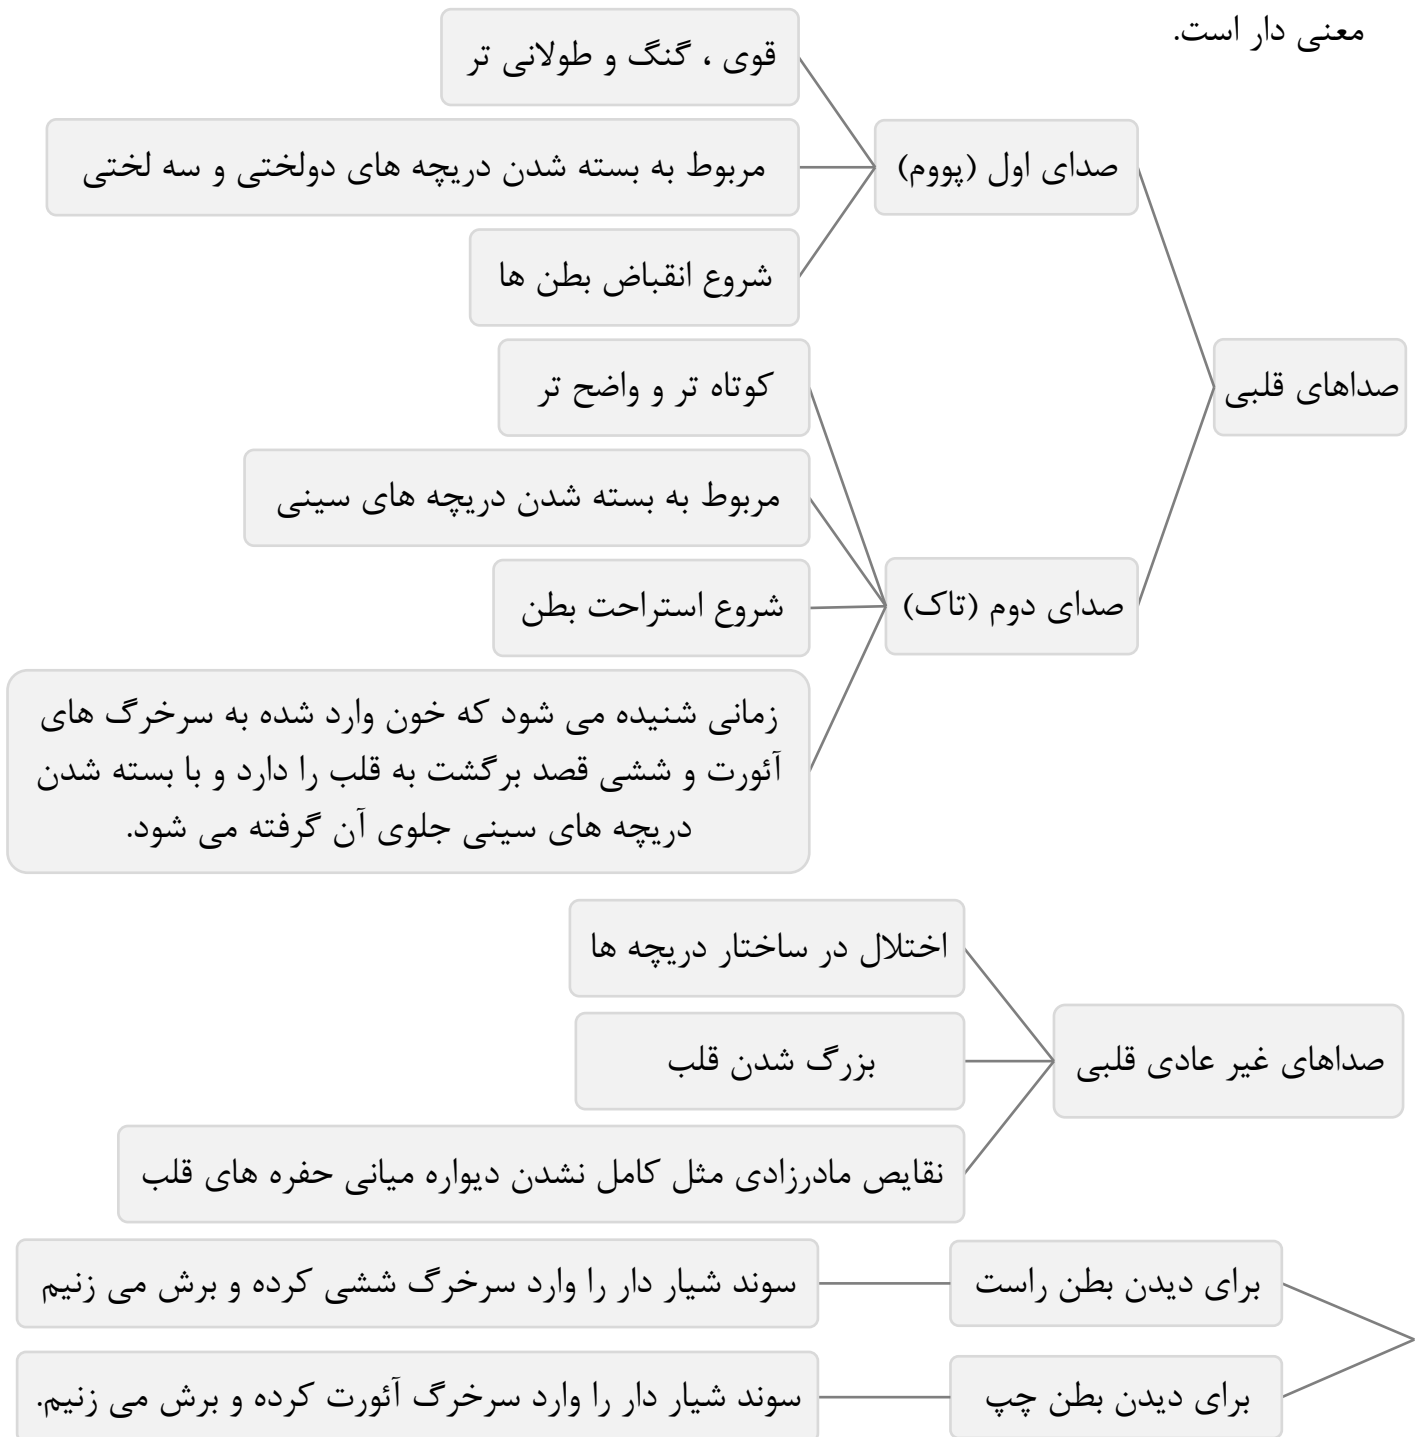 معنی دار است.
صداهای قلبی
صدای اول (پووم)
قوی ، گنگ و طولانی تر
مربوط به بسته شدن دریچه های دولختی و سه لختی
شروع انقباض بطن ها
صدای دوم (تاک)
کوتاه تر و واضح تر
مربوط به بسته شدن دریچه های سینی
شروع استراحت بطن
زمانی شنیده می شود که خون وارد شده به سرخرگ های
آئورت و ششی قصد برگشت به قلب را دارد و با بسته شدن
دریچه های سینی جلوی آن گرفته می شود.
صداهای غیر عادی قلبی
اختلال در ساختار دریچه ها
بزرگ شدن قلب
نقایص مادرزادی مثل کامل نشدن دیواره میانی حفره های قلب
برای دیدن بطن راست
سوند شیار دار را وارد سرخرگ ششی کرده و برش می زنیم
برای دیدن بطن چپ
سوند شیار دار را وارد سرخرگ آئورت کرده و برش می زنیم.